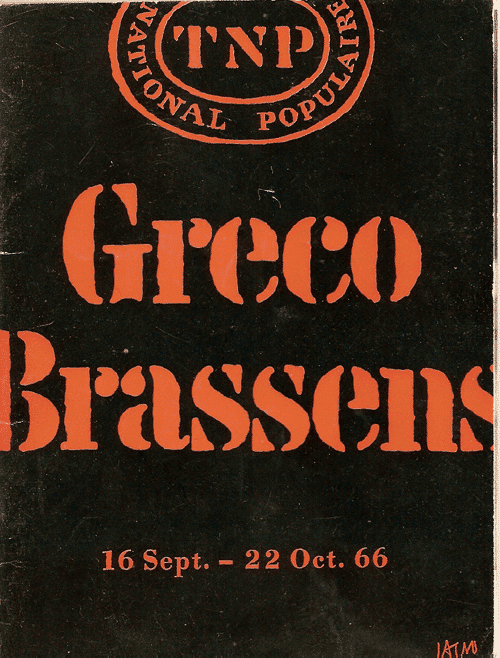 TNP
NATIONAL POPULAIRE
Greco
Brassens
16 Sept. – 22 Oct. 66